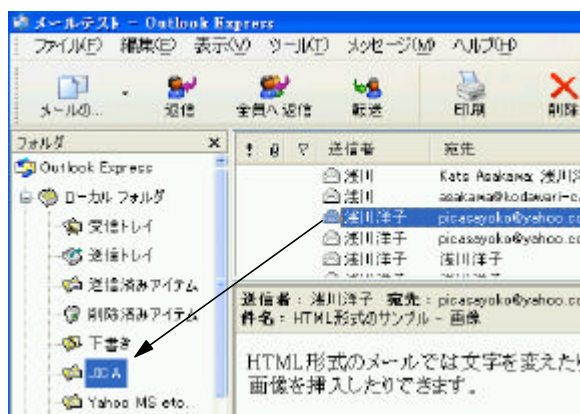 メールテスト - Outlook Express
ファイル(F) 編集(E) 表示(V) ツール(T) メッセージ(M) ヘルプ(H)
メールの... 返信 全員へ返信 転送 印刷 削除
フォルダ
Outlook Express
ローカル フォルダ
受信トレイ
送信トレイ
送信済みアイテム
削除済みアイテム
下書き
Yahoo MS etc..
! 送信者 宛先
浅川 Kats Asakawa; 浅川洋
浅川 asakawa@kodawari-c
浅川洋子 picasayoko@yahoo.co
浅川洋子 picasayoko@yahoo.co
浅川洋子 浅川洋子
送信者: 浅川洋子 宛先: picasayoko@yahoo.co
件名: HTML形式のサンプル - 画像
HTML形式のメールでは文字を変えたり
画像を挿入したりできます。